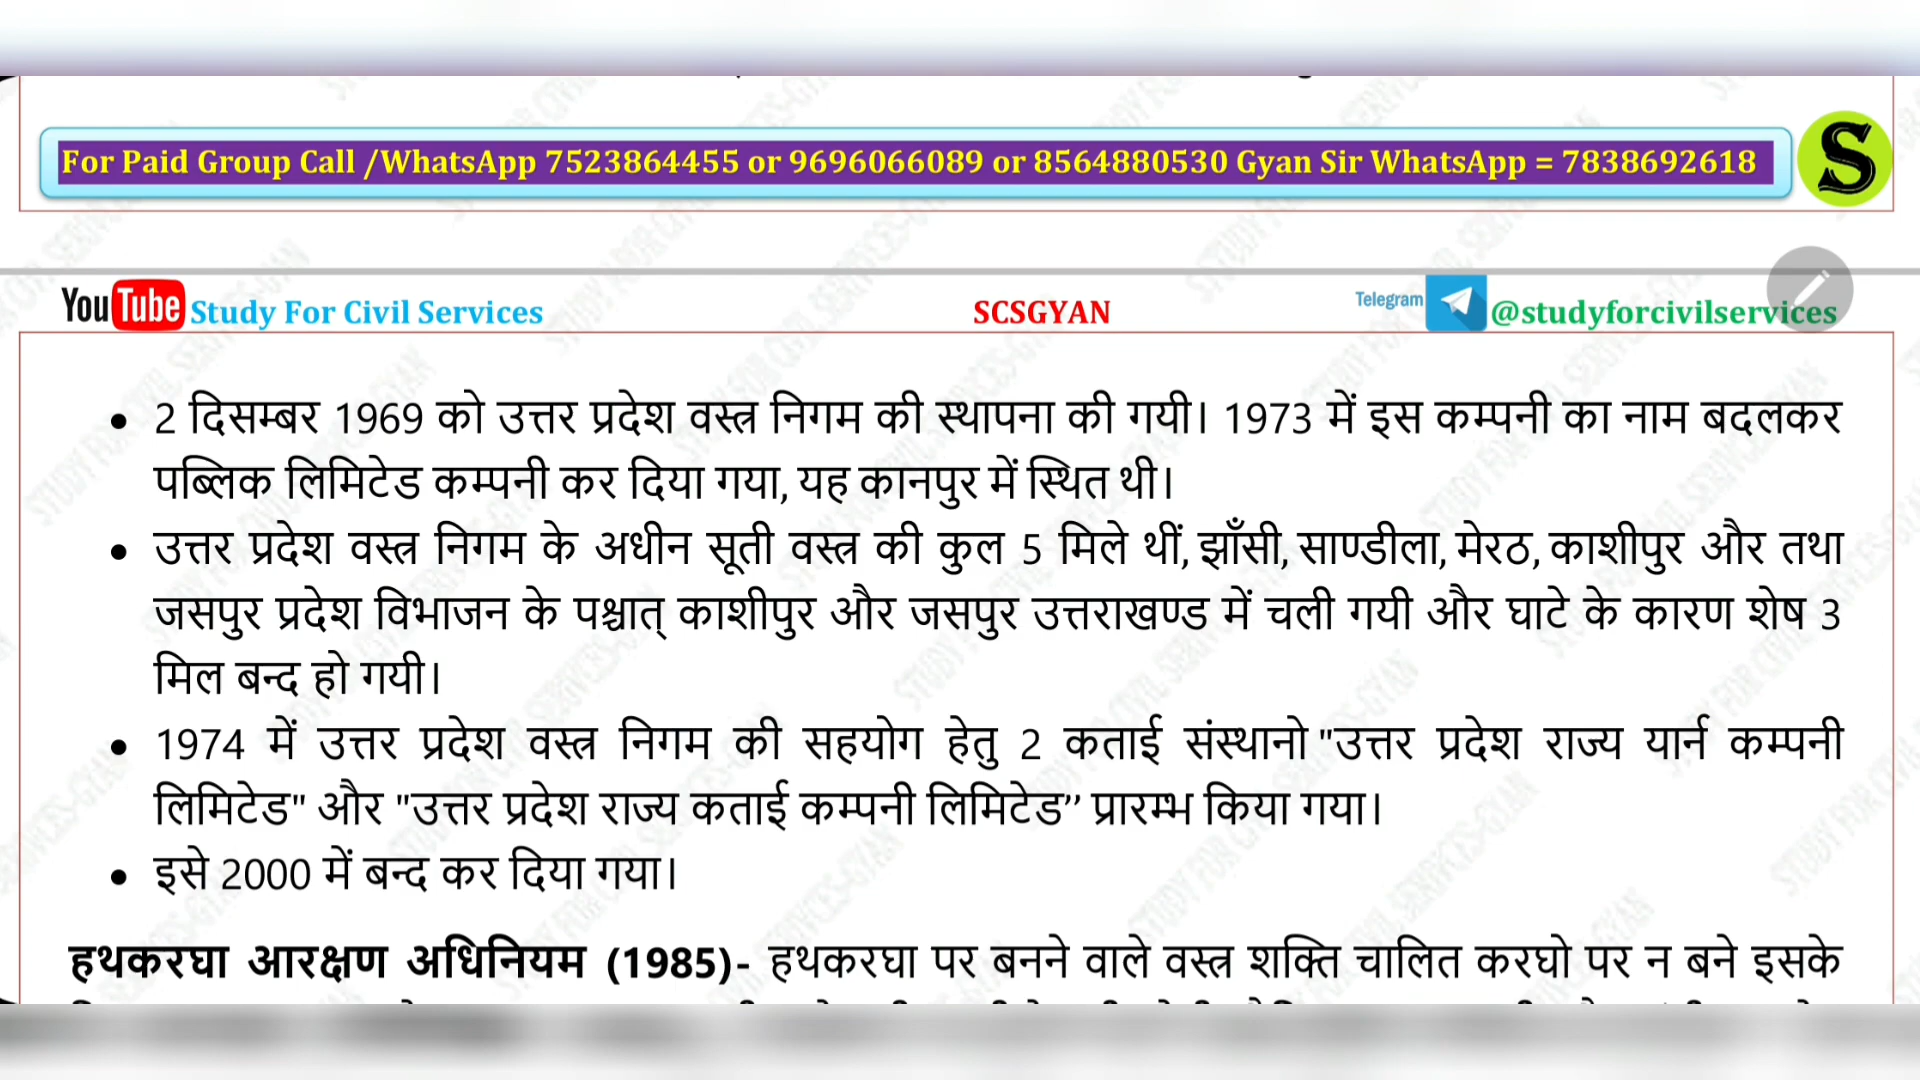 For Paid Group Call /WhatsApp 7523864455 or 9696066089 or 8564880530 Gyan Sir WhatsApp = 7838692618
S
YouTube Study For Civil Services SCSGYAN Telegram @studyforcivilservices
• 2 दिसम्बर 1969 को उत्तर प्रदेश वस्त्र निगम की स्थापना की गयी। 1973 में इस कम्पनी का नाम बदलकर
पब्लिक लिमिटेड कम्पनी कर दिया गया, यह कानपुर में स्थित थी।
• उत्तर प्रदेश वस्त्र निगम के अधीन सूती वस्त्र की कुल 5 मिले थीं, झाँसी, साण्डीला, मेरठ, काशीपुर और तथा
जसपुर प्रदेश विभाजन के पश्चात् काशीपुर और जसपुर उत्तराखण्ड में चली गयी और घाटे के कारण शेष 3
मिल बन्द हो गयी।
• 1974 में उत्तर प्रदेश वस्त्र निगम की सहयोग हेतु 2 कताई संस्थानो "उत्तर प्रदेश राज्य यार्न कम्पनी
लिमिटेड" और "उत्तर प्रदेश राज्य कताई कम्पनी लिमिटेड’’ प्रारम्भ किया गया।
• इसे 2000 में बन्द कर दिया गया।
हथकरघा आरक्षण अधिनियम (1985)- हथकरघा पर बनने वाले वस्त्र शक्ति चालित करघो पर न बने इसके